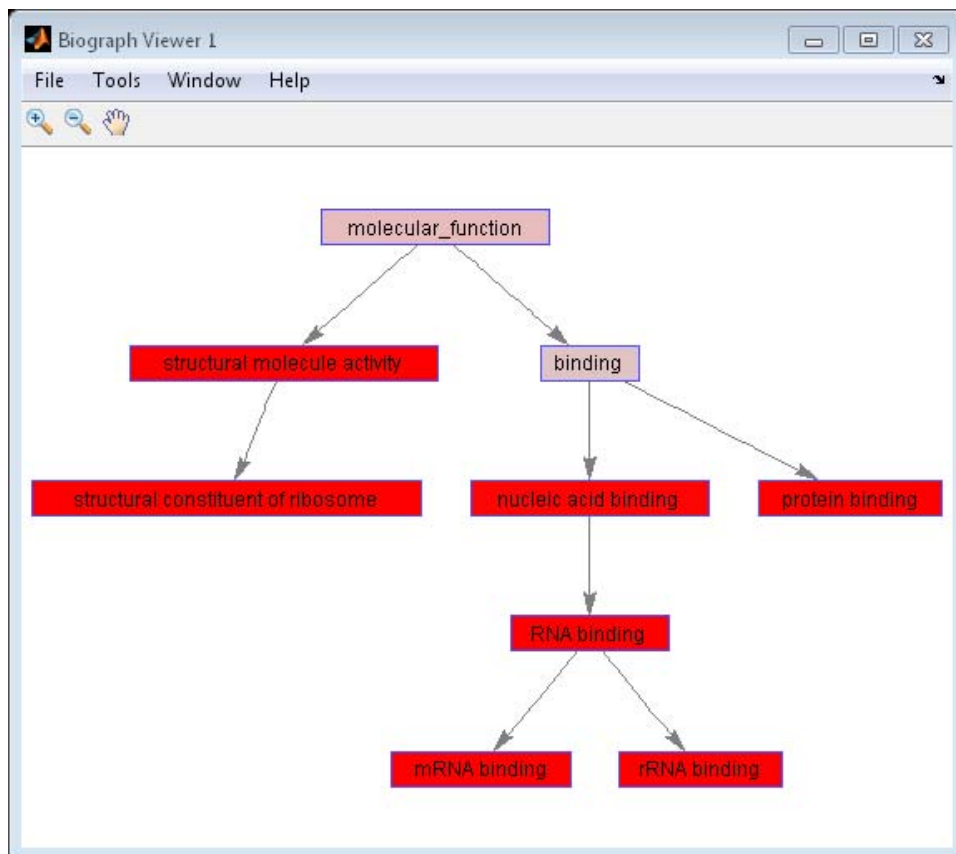 Biograph Viewer 1
File Tools Window Help
molecular_function
structural molecule activity
binding
structural constituent of ribosome
nucleic acid binding
protein binding
RNA binding
mRNA binding
rRNA binding